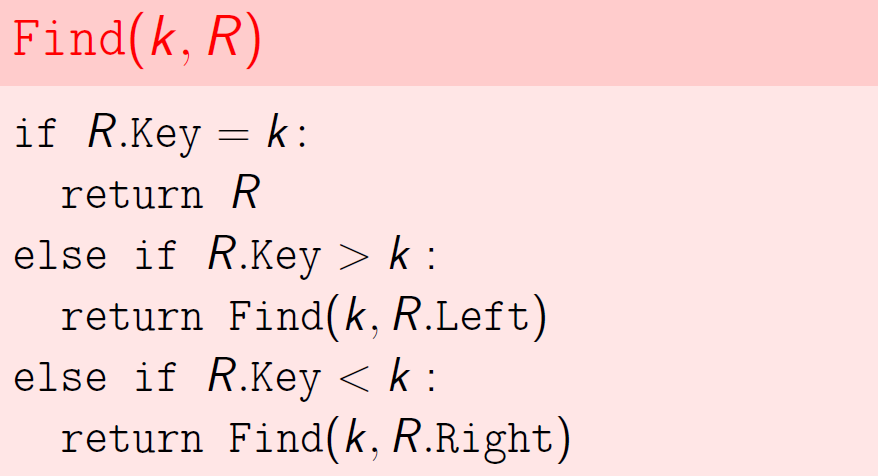 Find(k, R)
if R.Key = k:
return R
else if R.Key > k :
return Find(k, R.Left)
else if R.Key < k :
return Find(k, R.Right)